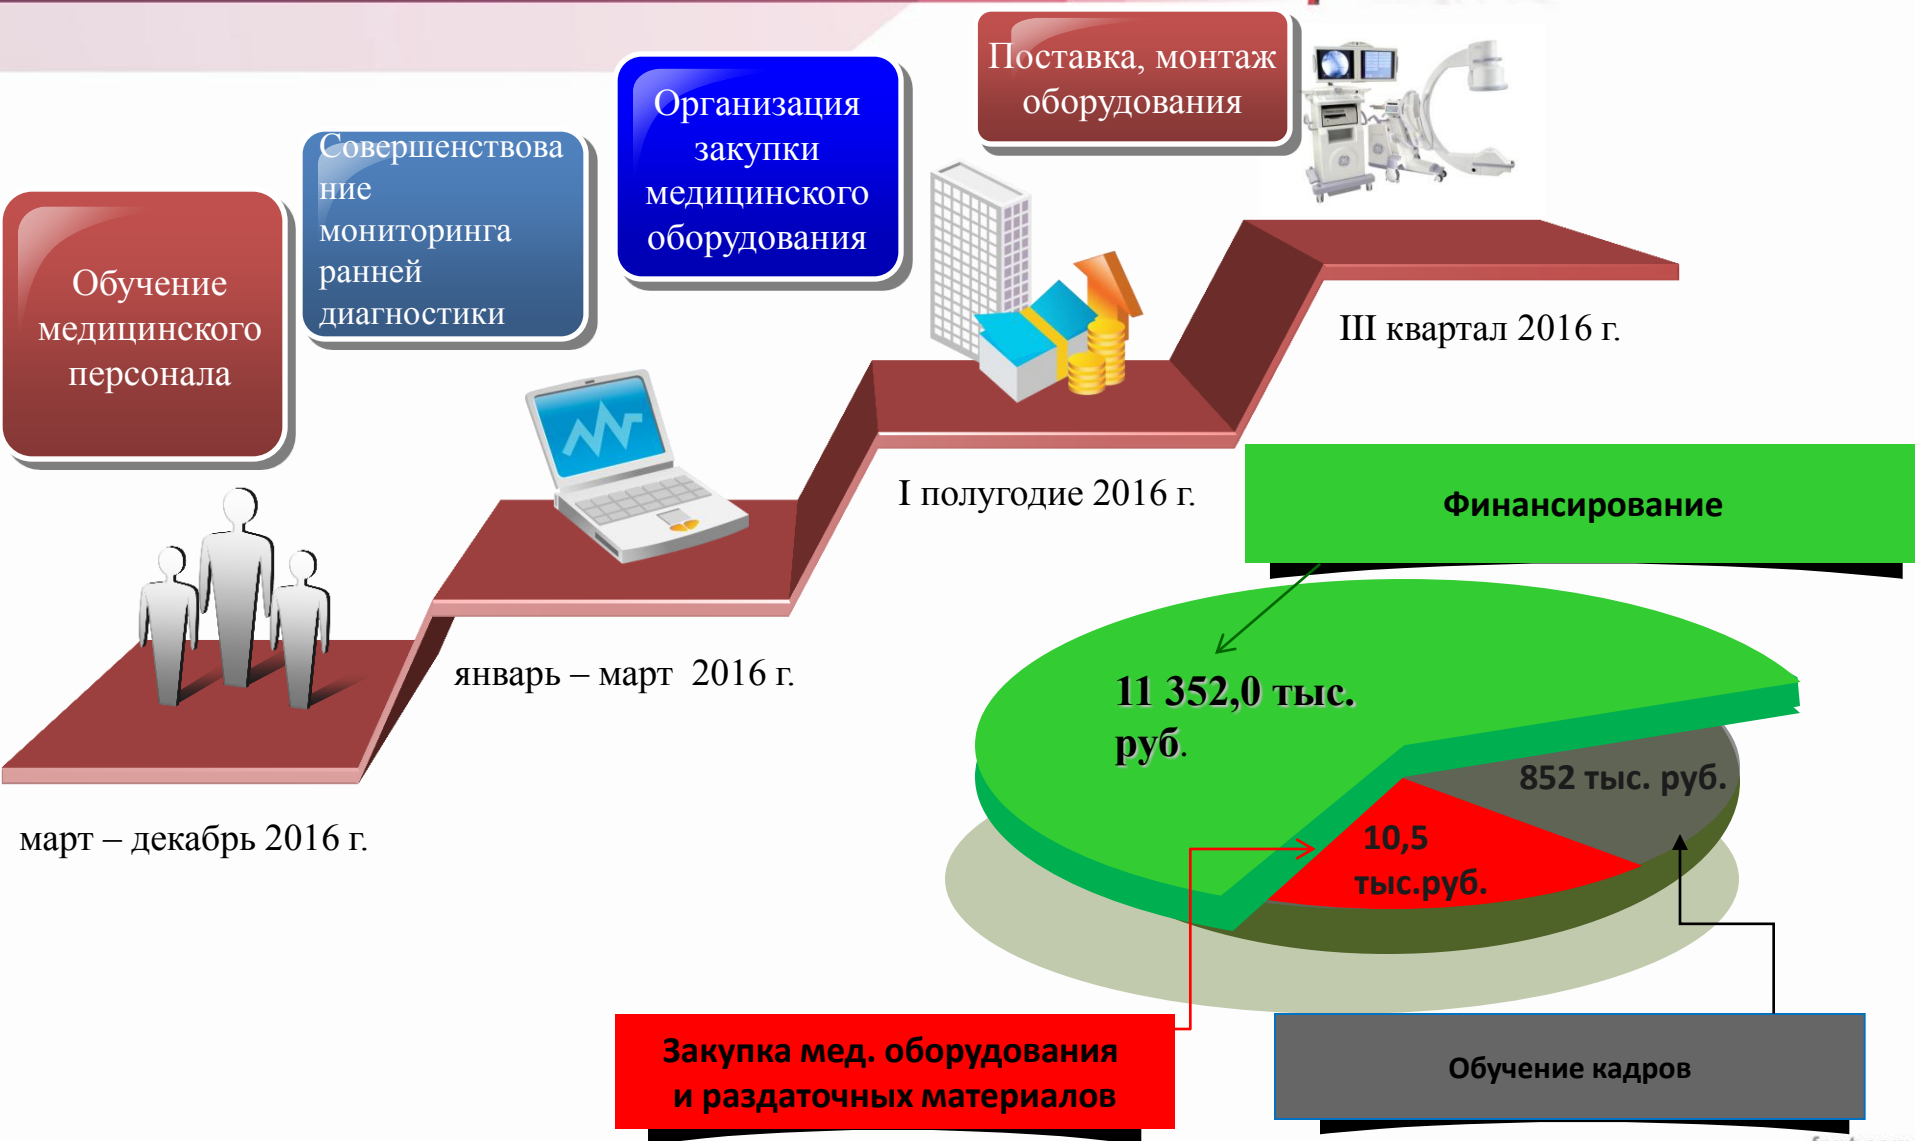 Поставка, монтаж
оборудования
Организация
закупки
медицинского
оборудования
Совершенствова
ние
мониторинга
ранней
диагностики
Обучение
медицинского
персонала
III квартал 2016 г.
I полугодие 2016 г.
январь – март 2016 г.
март – декабрь 2016 г.
Финансирование
11 352,0 тыс.
руб.
852 тыс. руб.
10,5
тыс.руб.
Закупка мед. оборудования
и раздаточных материалов
Обучение кадров